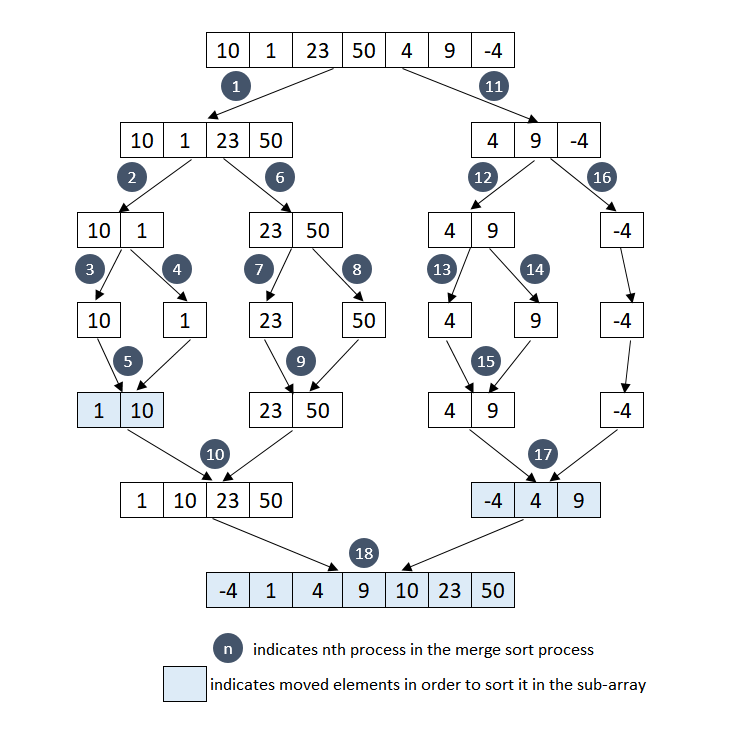 10 1 23 50 4 9 -4
1 11
10 1 23 50 4 9 -4
2 6 12 16
10 1 23 50 4 9 -4
3 4 7 8 13 14
10 1 23 50 4 9 -4
5 9 15
1 10 23 50 4 9 -4
10 17
1 10 23 50 -4 4 9
18
-4 1 4 9 10 23 50
n indicates nth process in the merge sort process
indicates moved elements in order to sort it in the sub-array